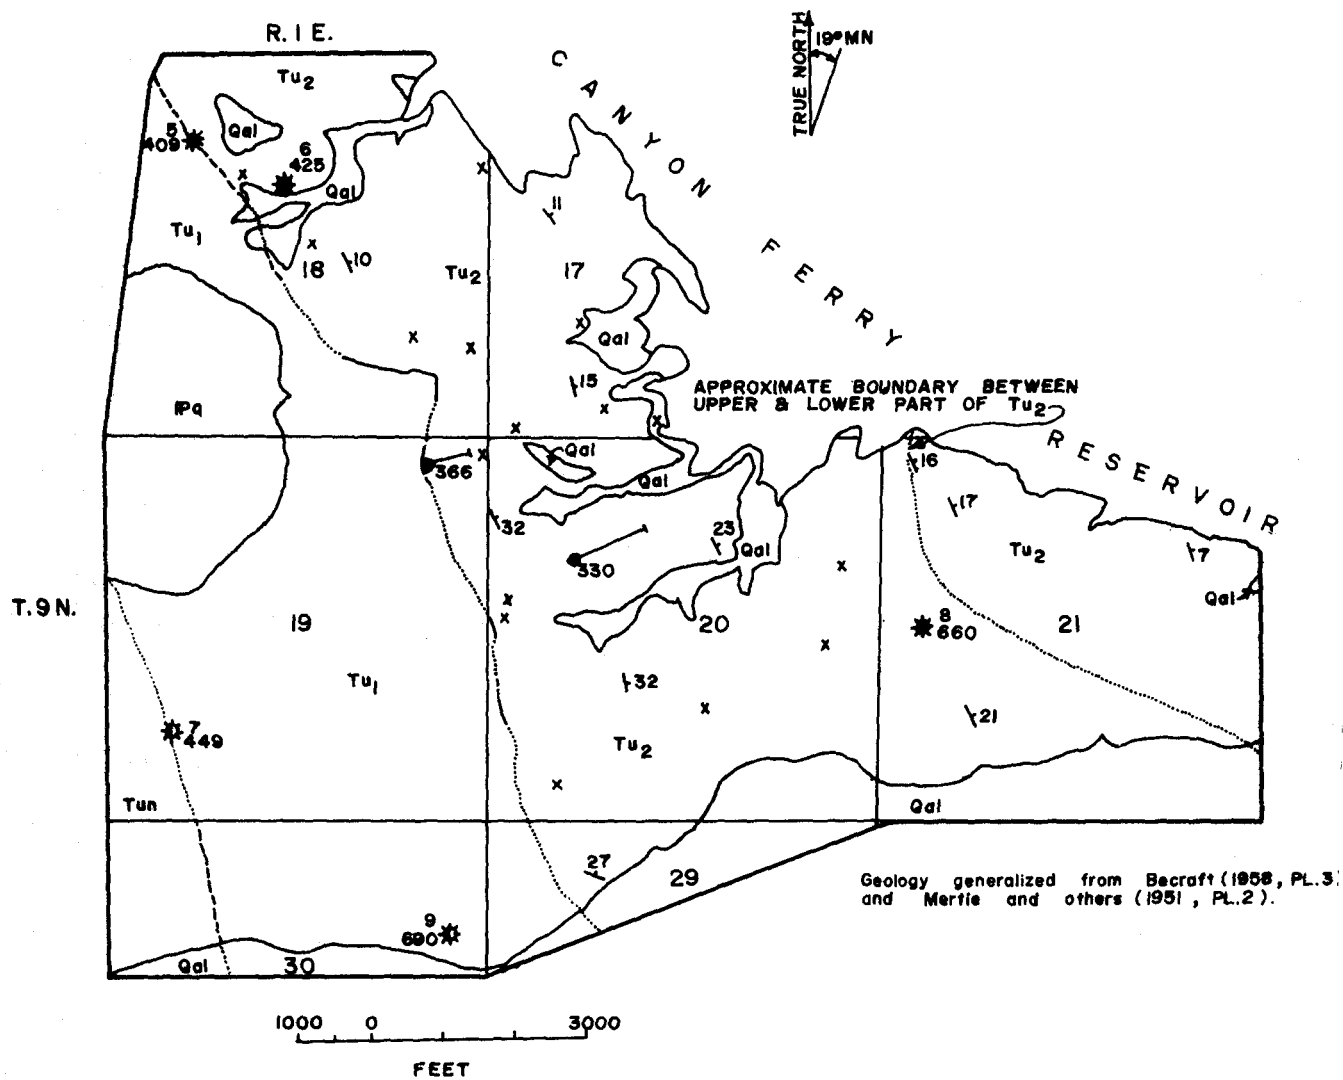 R. 1 E.
TRUE NORTH
19° MN
CANYON FERRY RESERVOIR
Tu2
Qal
5
409
6
425
Qal
x
x
x
11
Tu1
18
10
Tu2
17
x
x
x
x
Qal
15
x
x
x
APPROXIMATE BOUNDARY BETWEEN
UPPER & LOWER PART OF Tu2
IPq
366
x
Qal
Qal
16
32
17
330
23
Qal
Tu2
7
x
Qal
T. 9 N.
19
x
x
20
8
660
21
x
Tu1
32
x
21
7
449
Tu2
x
Tun
Qal
27
29
Geology generalized from Becraft (1958, PL.3)
and Mertie and others (1951, PL.2).
9
690
Qal
30
1000 0 3000
FEET